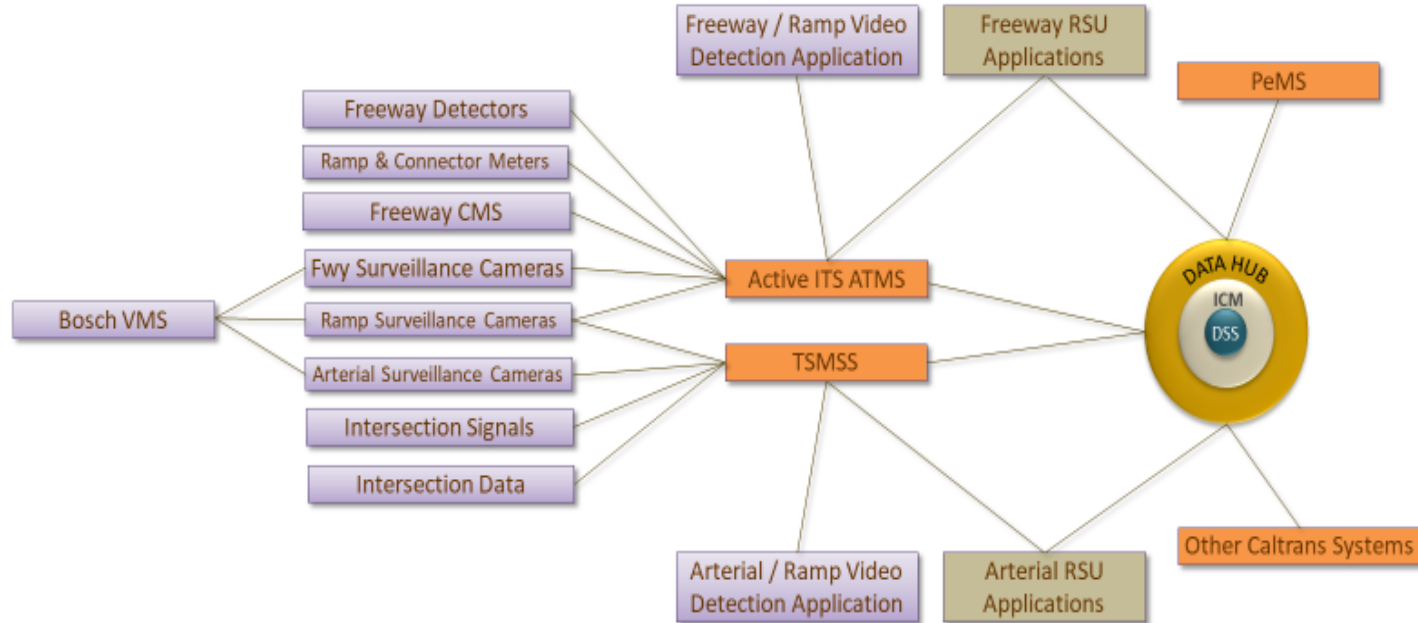 Freeway / Ramp Video
Detection Application
Freeway RSU
Applications
PeMS
Freeway Detectors
Ramp & Connector Meters
Freeway CMS
Fwy Surveillance Cameras
Bosch VMS
Ramp Surveillance Cameras
Arterial Surveillance Cameras
Intersection Signals
Intersection Data
Active ITS ATMS
TSMSS
DATA HUB
ICM
DSS
Arterial / Ramp Video
Detection Application
Arterial RSU
Applications
Other Caltrans Systems